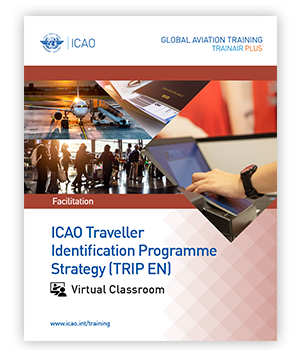 ICAO
GLOBAL AVIATION TRAINING
TRAINAIR PLUS
Facilitation
ICAO Traveller
Identification Programme
Strategy (TRIP EN)
Virtual Classroom
www.icao.int/training